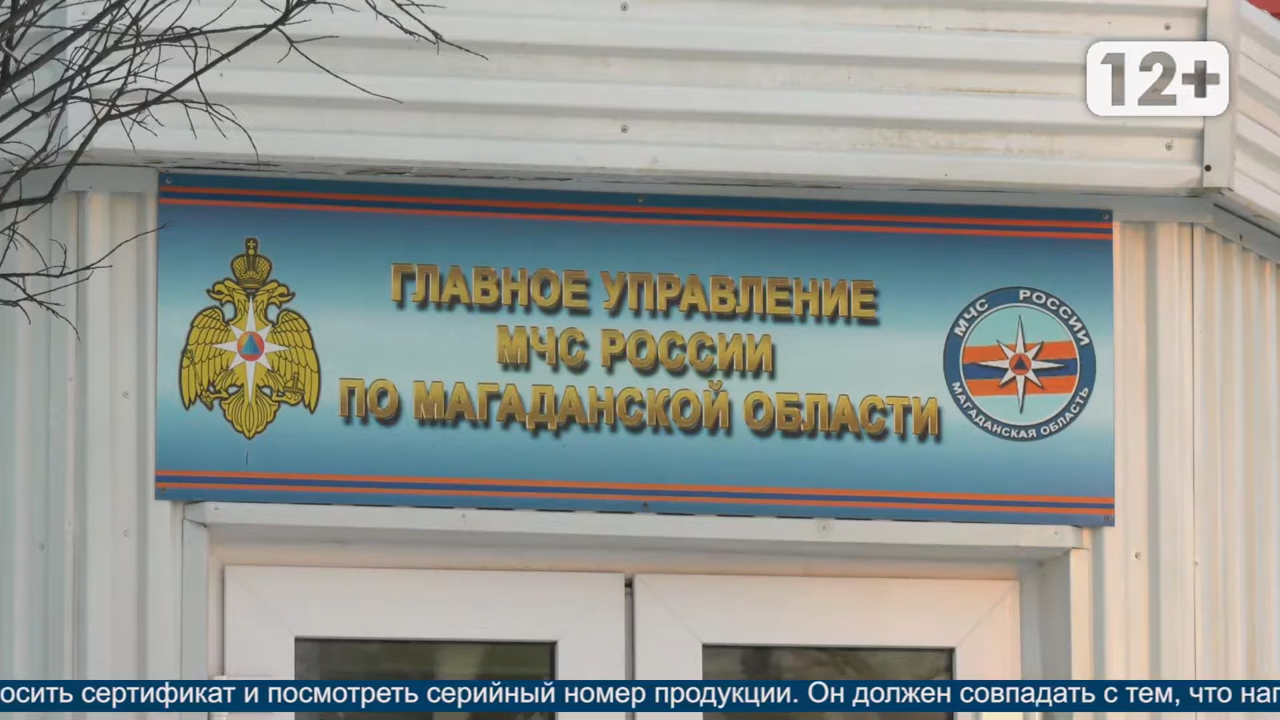 12+
ГЛАВНОЕ УПРАВЛЕНИЕ
МЧС РОССИИ
ПО МАГАДАНСКОЙ ОБЛАСТИ
МЧС РОССИИ
МАГАДАНСКАЯ ОБЛАСТЬ
сертификат и посмотреть серийный номер продукции. Он должен совпадать с тем, что